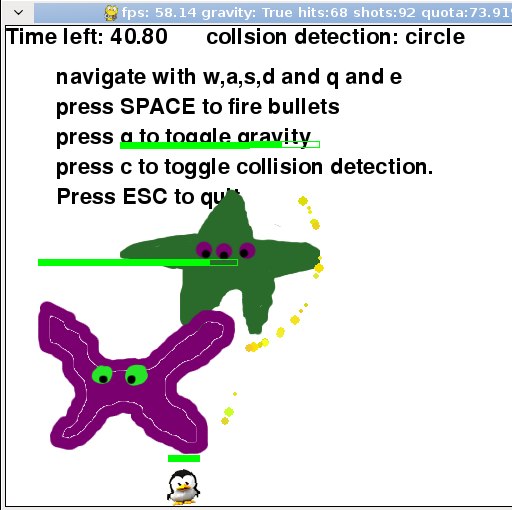 fps: 58.14 gravity: True hits:68 shots:92 quota:73.91
Time left: 40.80 collsion detection: circle
navigate with w,a,s,d and q and e
press SPACE to fire bullets
press g to toggle gravity
press c to toggle collision detection.
Press ESC to quit